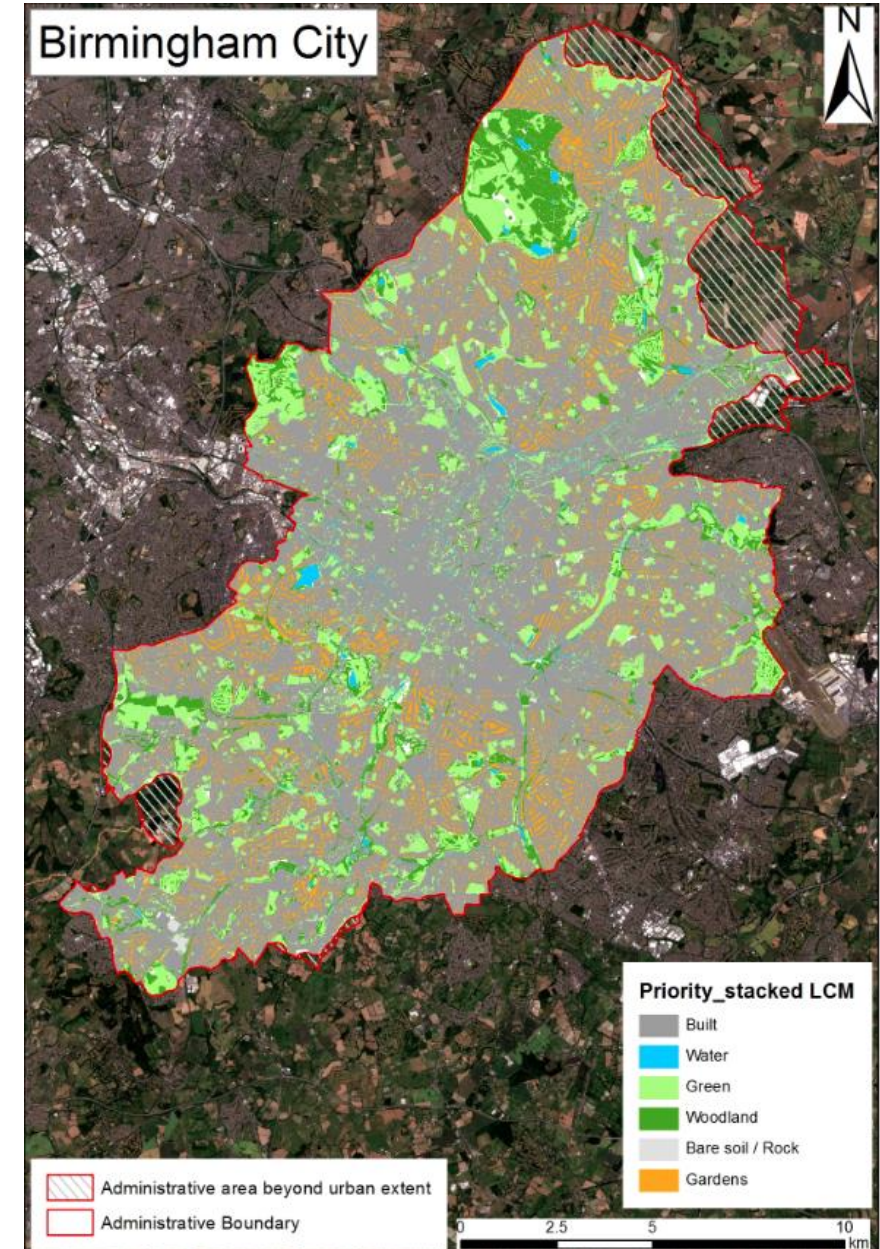 Birmingham City
N
Priority_stacked LCM
Built
Water
Green
Woodland
Bare soil / Rock
Gardens
Administrative area beyond urban extent
Administrative Boundary
0 2.5 5 10
km